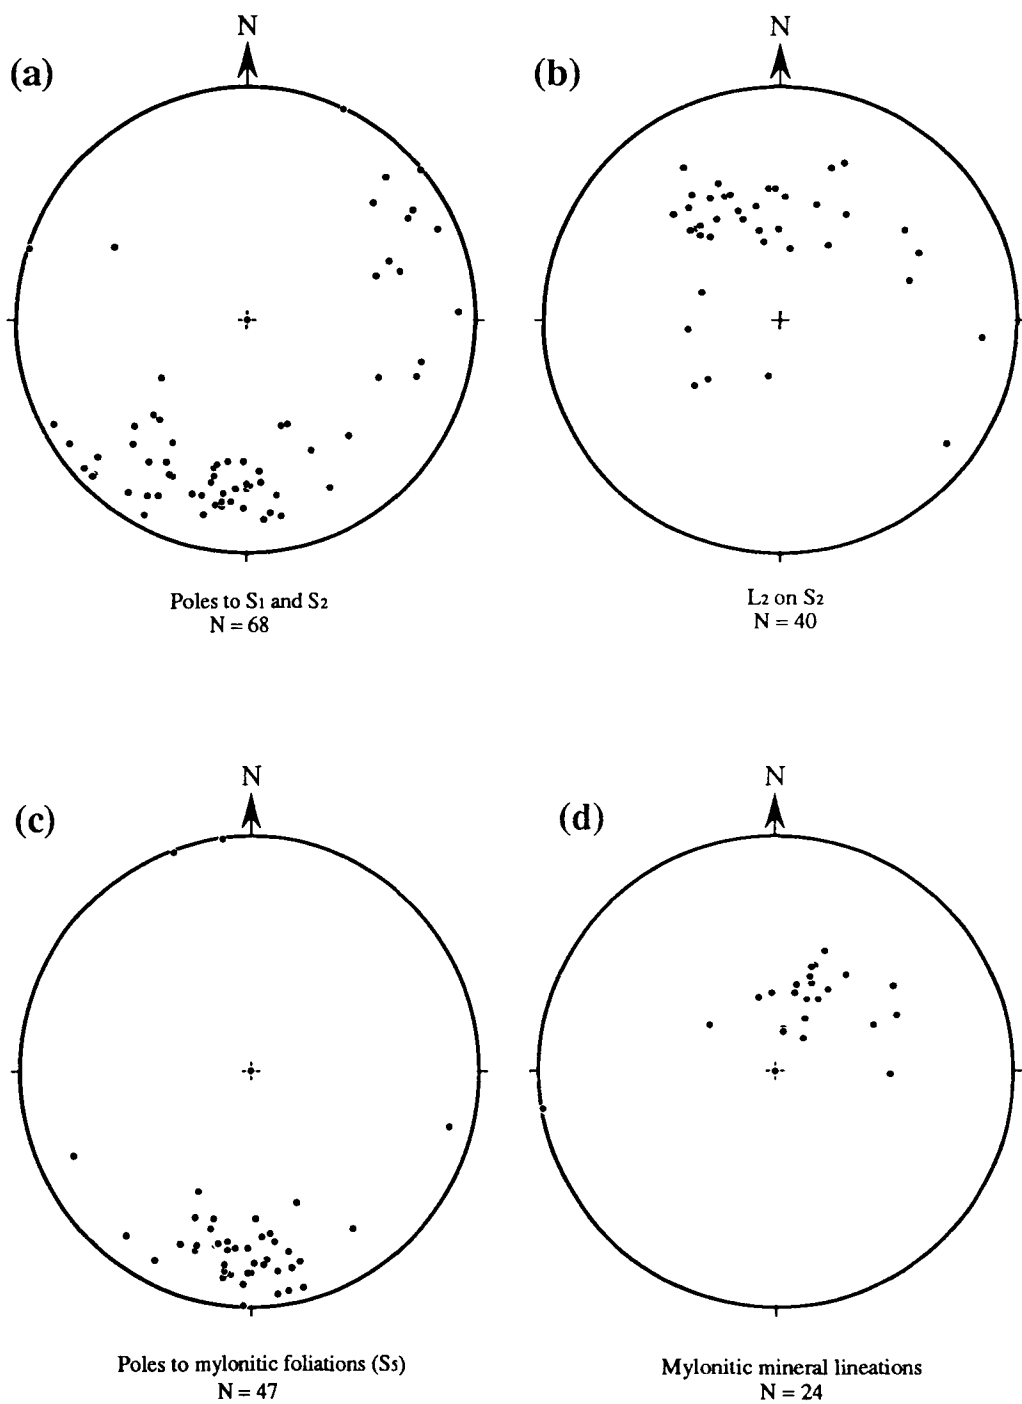 N
N
(a)
(b)
Poles to S1 and S2
N = 68
L2 on S2
N = 40
N
N
(c)
(d)
Poles to mylonitic foliations (S5)
N = 47
Mylonitic mineral lineations
N = 24